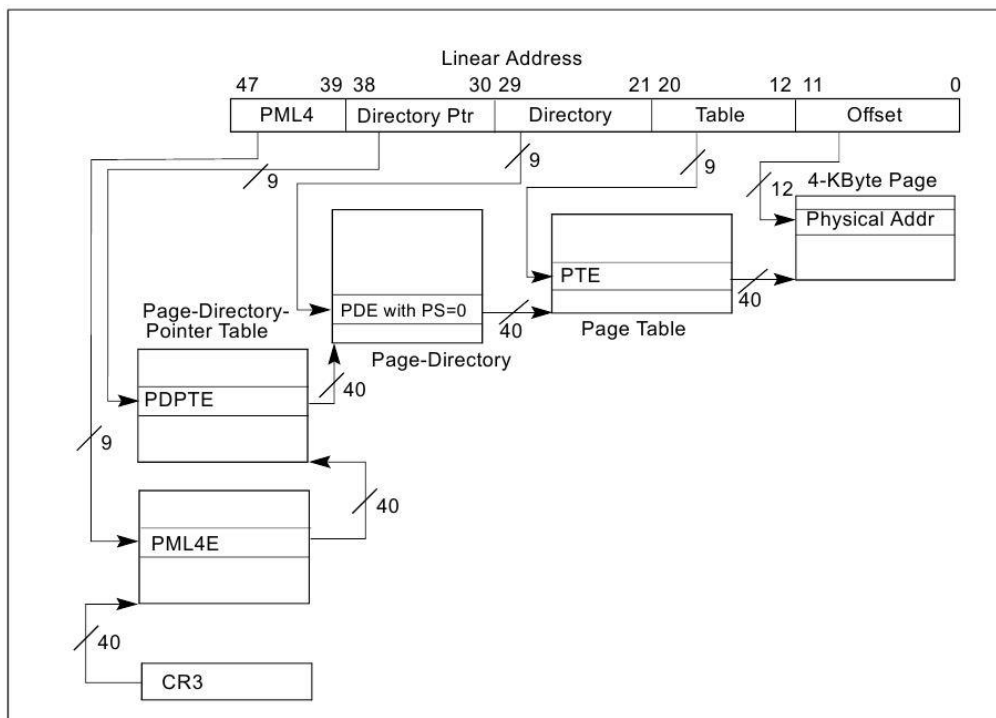 Linear Address
47 39 38 30 29 21 20 12 11 0
PML4 Directory Ptr Directory Table Offset
9 9 9 12 4-KByte Page
Physical Addr
PTE
40
PDE with PS=0
40
Page Table
Page-Directory-
Pointer Table
Page-Directory
40
PDPTE
9
40
PML4E
40
CR3